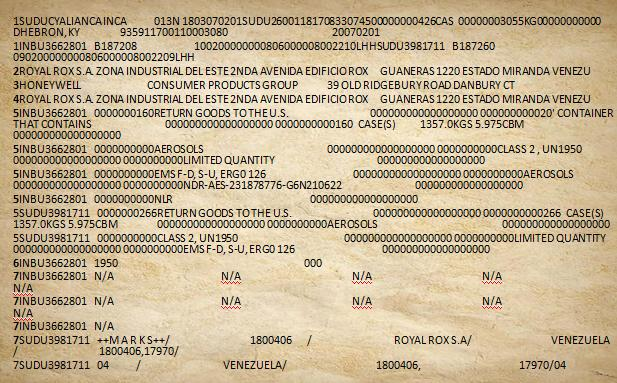 1SUDUCYALIANCAINCA 013N 1803070201SUDU26001181708330745000000000426CAS 00000003055KG0000000000
DHEBRON,KY 935911700110003080 20070201
1INBU3662801 B187208 10020000000080600000008002210LHHSUDU3981711 B187260
09020000000080600000008002209LHH
2ROYAL ROX S.A. ZONA INDUSTRIAL DEL ESTE 2NDA AVENIDA EDIFICIO ROX GUANERAS 1220 ESTADO MIRANDA VENEZU
3HONEYWELL CONSUMER PRODUCTS GROUP 39 OLD RIDGEBURY ROAD DANBURY CT
4ROYAL ROX S.A. ZONA INDUSTRIAL DEL ESTE 2NDA AVENIDA EDIFICIO ROX GUANERAS 1220 ESTADO MIRANDA VENEZU
5INBU3662801 0000000160RETURN GOODS TO THE U.S. 00000000000000000000000000020' CONTAINER
THAT CONTAINS 00000000000000000000 0000000000160 CASE(S) 1357.0KGS 5.975CBM
00000000000000000000
5INBU3662801 0000000000AEROSOLS 00000000000000000000 0000000000CLASS 2 , UN1950
00000000000000000000 0000000000LIMITED QUANTITY 00000000000000000000
5INBU3662801 0000000000EMS F-D, S-U, ERG0 126 00000000000000000000 0000000000AEROSOLS
00000000000000000000 0000000000NDR-AES-231878776-G6N210622 00000000000000000000
5INBU3662801 0000000000NLR 00000000000000000000
5SUDU3981711 0000000266RETURN GOODS TO THE U.S. 00000000000000000000 0000000000266 CASE(S)
1357.0KGS 5.975CBM 00000000000000000000 0000000000AEROSOLS 00000000000000000000
5SUDU3981711 0000000000CLASS 2, UN1950 00000000000000000000 0000000000LIMITED QUANTITY
00000000000000000000 0000000000EMS F-D, S-U, ERG0 126 00000000000000000000
6INBU3662801 1950 000
7INBU3662801 N/A N/A N/A N/A
N/A
7INBU3662801 N/A N/A N/A N/A
N/A
7INBU3662801 N/A
7SUDU3981711 ++M A R K S++/ 1800406 / ROYAL ROX S.A/ VENEZUELA
/ 1800406,17970/
7SUDU3981711 04 / VENEZUELA/ 1800406, 17970/04